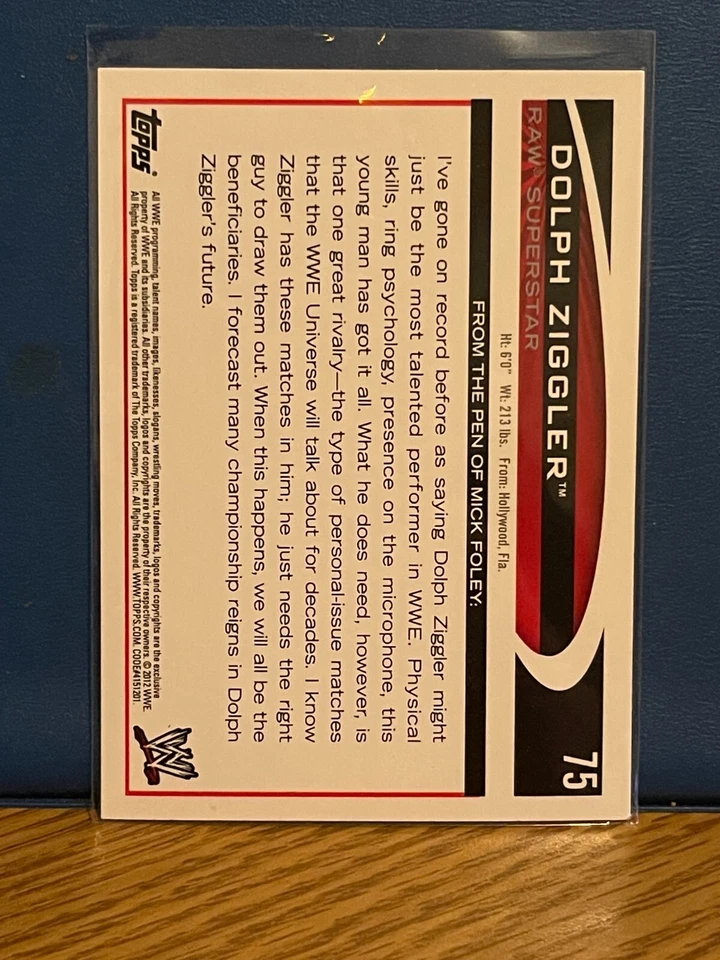 DOLPH ZIGGLER™
75
RAW® SUPERSTAR
Ht: 6'0" Wt: 213 lbs. From: Hollywood, Fla.
FROM THE PEN OF MICK FOLEY:
I've gone on record before as saying Dolph Ziggler might
just be the most talented performer in WWE. Physical
skills, ring psychology, presence on the microphone, this
young man has got it all. What he does need, however, is
that one great rivalry—the type of personal-issue matches
that the WWE Universe will talk about for decades. I know
Ziggler has these matches in him; he just needs the right
guy to draw them out. When this happens, we will all be the
beneficiaries. I forecast many championship reigns in Dolph
Ziggler's future.
topps®
All WWE programming, talent names, images, likenesses, slogans, wrestling moves, trademarks, logos and copyrights are the exclusive
property of WWE and its subsidiaries. All other trademarks, logos and copyrights are the property of their respective owners. © 2012 WWE.
All Rights Reserved. Topps is a registered trademark of The Topps Company, Inc. All Rights Reserved. WWW.TOPPS.COM. CODE#4151201.
W